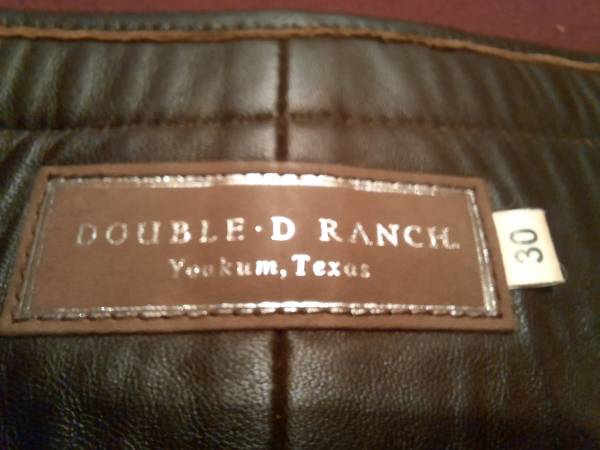 DOUBLE·D RANCH.
Yoakum, Texas
30